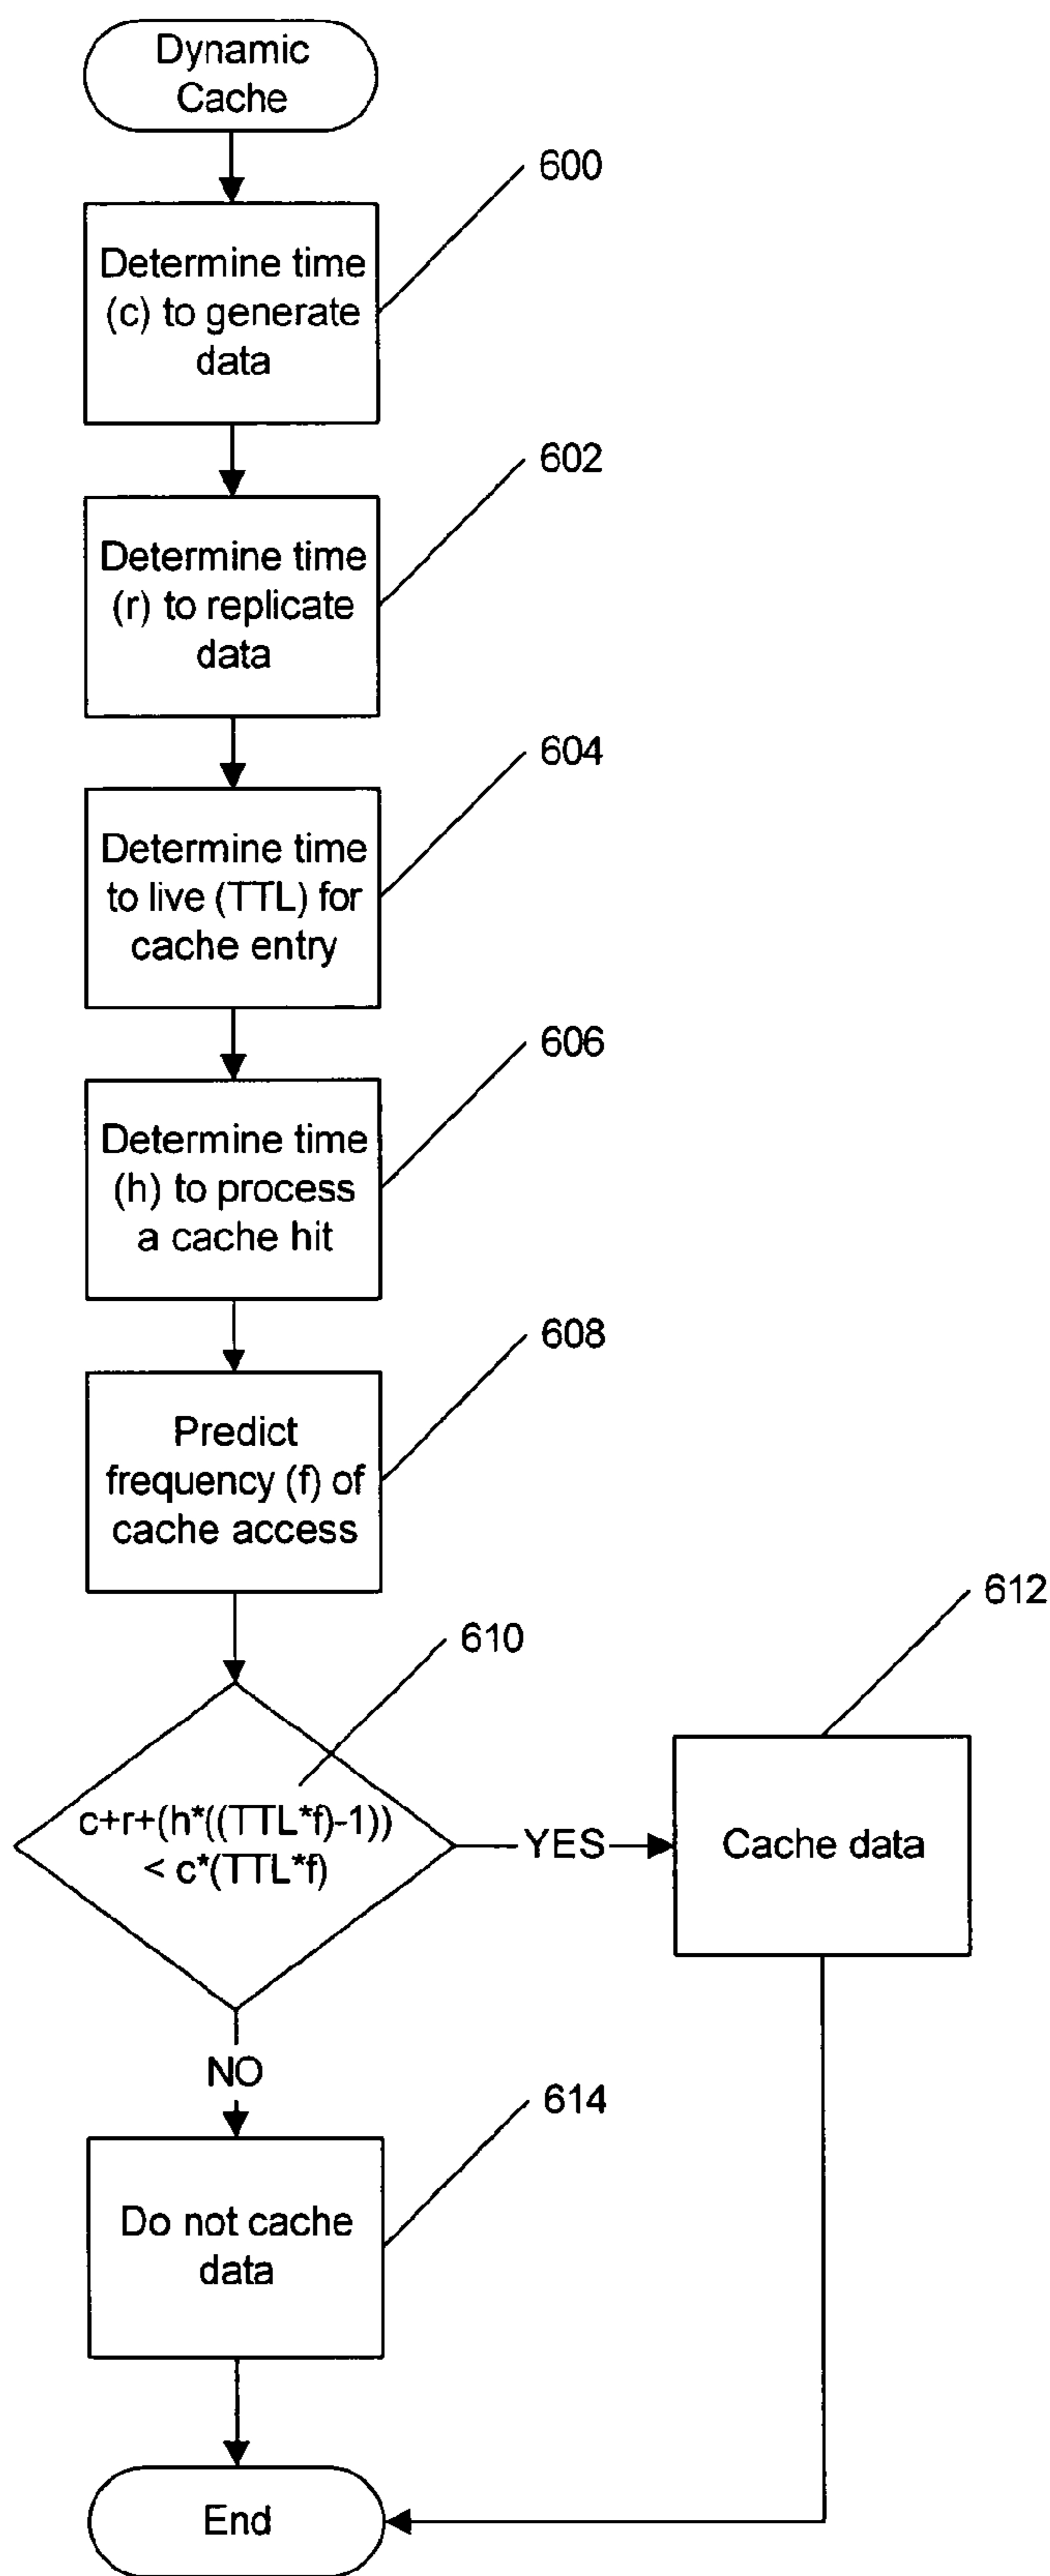 Dynamic
Cache
600
Determine time
(c) to generate
data
602
Determine time
(r) to replicate
data
604
Determine time
to live (TTL) for
cache entry
606
Determine time
(h) to process
a cache hit
608
Predict
frequency (f) of
cache access
610
c+r+(h*((TTL*f)-1))
< c*(TTL*f)
YES
612
Cache data
NO
614
Do not cache
data
End